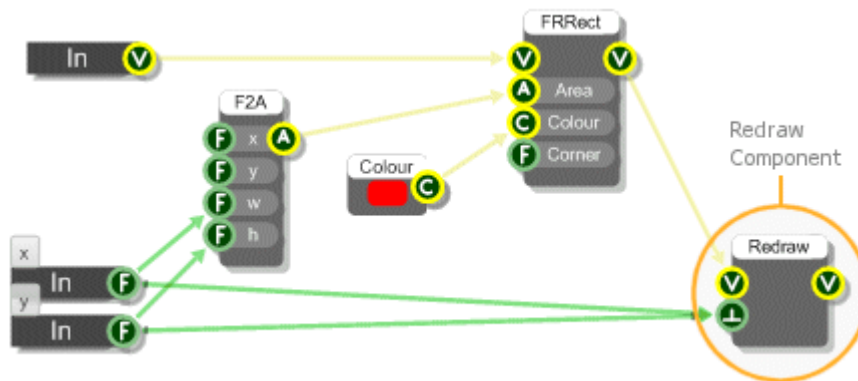 FRRect
In V
V V
F2A
A Area
F x A
C Colour
F y
Colour
F Corner
Redraw
Component
C
F w
F h
x
In F
Redraw
V V
y
In F